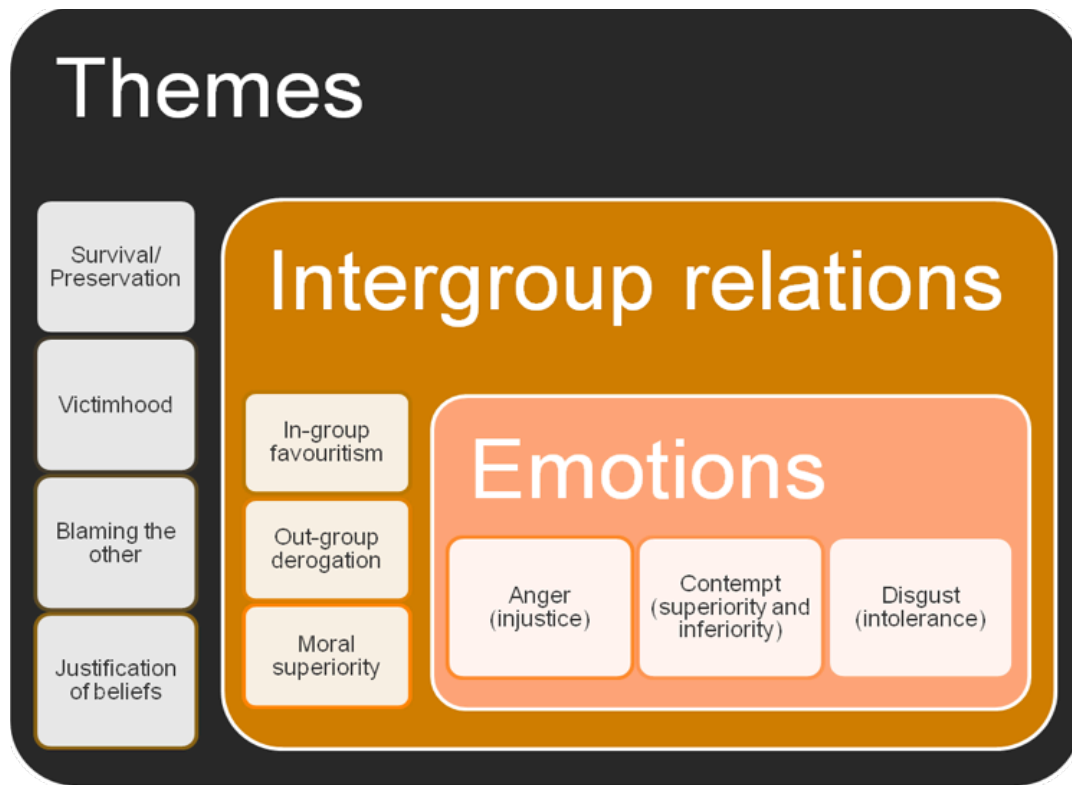 Themes
Survival/
Preservation
Victimhood
Blaming the
other
Justification
of beliefs
Intergroup relations
In-group
favouritism
Out-group
derogation
Moral
superiority
Emotions
Anger
(injustice)
Contempt
(superiority and
inferiority)
Disgust
(intolerance)